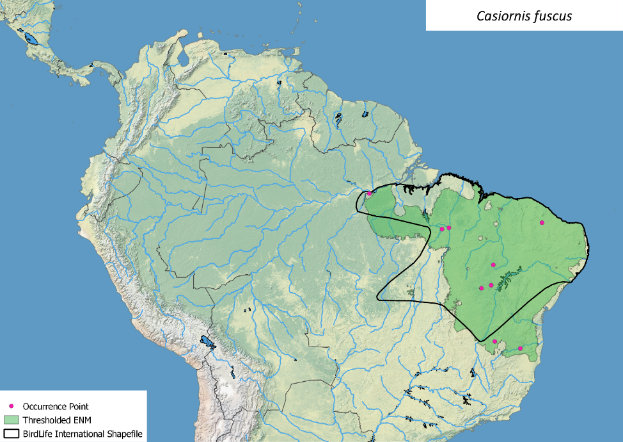 Casiornis fuscus
Occurrence Point
Thresholded ENM
BirdLife International Shapefile